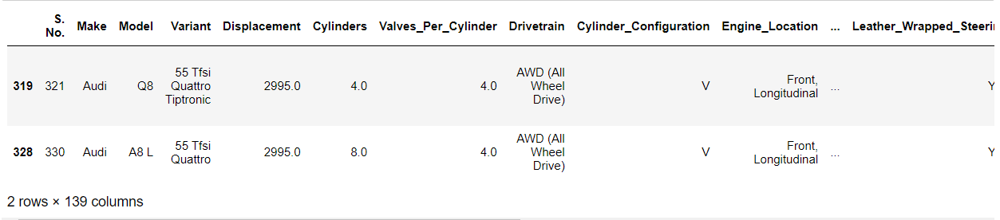 S. No. Make Model Variant Displacement Cylinders Valves_Per_Cylinder Drivetrain Cylinder_Configuration Engine_Location ... Leather_Wrapped_Steeri
319 321 Audi Q8 55 Tfsi Quattro Tiptronic 2995.0 4.0 4.0 AWD (All Wheel Drive) V Front, Longitudinal ... Y
328 330 Audi A8 L 55 Tfsi Quattro 2995.0 8.0 4.0 AWD (All Wheel Drive) V Front, Longitudinal ... Y
2 rows × 139 columns